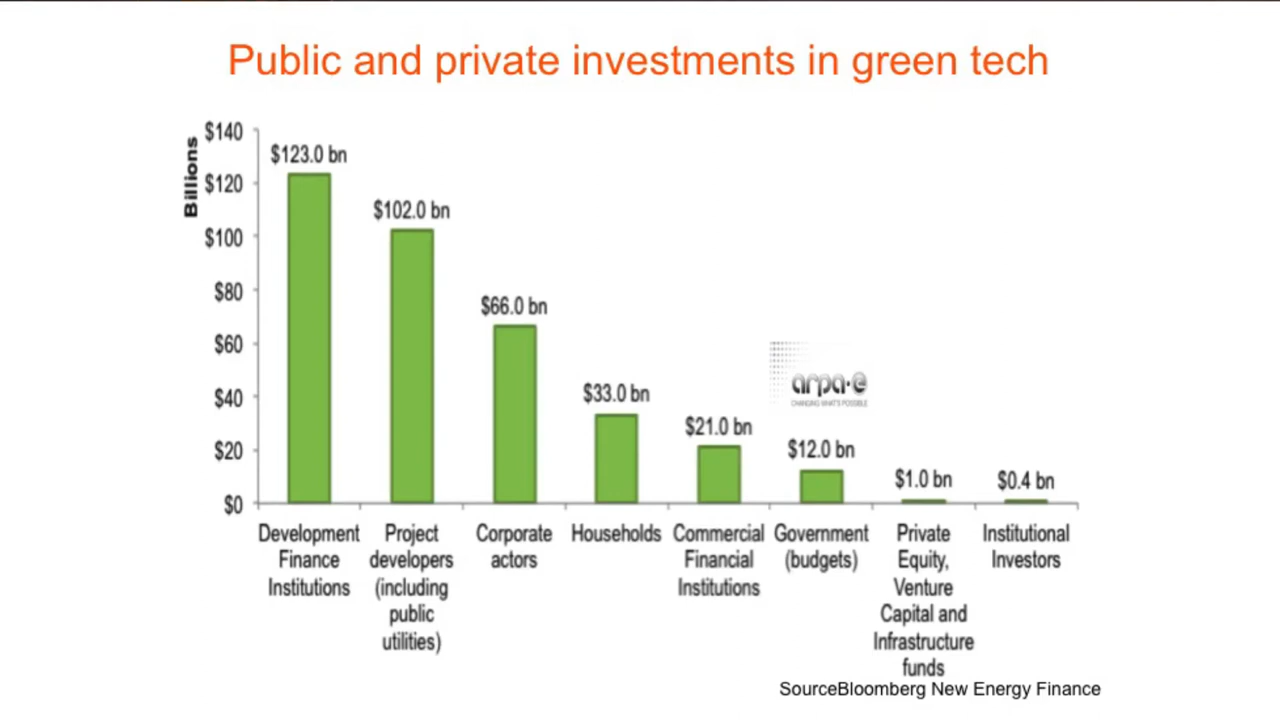 Public and private investments in green tech
Billions
$140
$120
$100
$80
$60
$40
$20
$0
$123.0 bn
$102.0 bn
$66.0 bn
$33.0 bn
$21.0 bn
$12.0 bn
$1.0 bn
$0.4 bn
arpa·e
CHANGING WHAT'S POSSIBLE
Development
Finance
Institutions
Project
developers
(including
public
utilities)
Corporate
actors
Households
Commercial
Financial
Institutions
Government
(budgets)
Private
Equity,
Venture
Capital and
Infrastructure
funds
Institutional
Investors
SourceBloomberg New Energy Finance